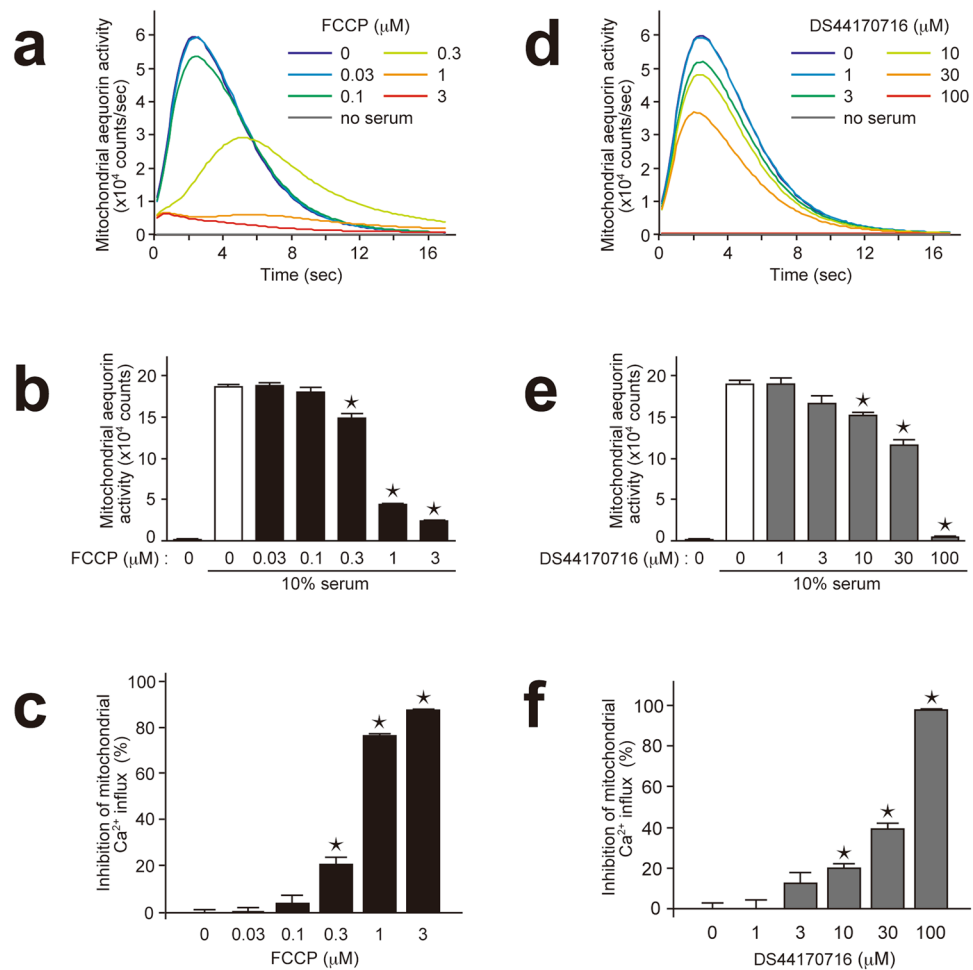 a
Mitochondrial aequorin activity
(x10⁴ counts/sec)
6
5
4
3
2
1
0
FCCP (μM)
0
0.3
0.03
1
0.1
3
no serum
0
4
8
12
16
Time (sec)
d
Mitochondrial aequorin activity
(x10⁴ counts/sec)
6
5
4
3
2
1
0
DS44170716 (μM)
0
10
1
30
3
100
no serum
0
4
8
12
16
Time (sec)
b
Mitochondrial aequorin
activity (x10⁴ counts)
20
15
10
5
0
★
★
★
FCCP (μM) : 0 0 0.03 0.1 0.3 1 3
10% serum
e
Mitochondrial aequorin
activity (x10⁴ counts)
20
15
10
5
0
★
★
★
DS44170716 (μM) : 0 0 1 3 10 30 100
10% serum
c
Inhibition of mitochondrial
Ca²⁺ influx (%)
100
80
60
40
20
0
★
★
★
0 0.03 0.1 0.3 1 3
FCCP (μM)
f
Inhibition of mitochondrial
Ca²⁺ influx (%)
100
80
60
40
20
0
★
★
★
0 1 3 10 30 100
DS44170716 (μM)